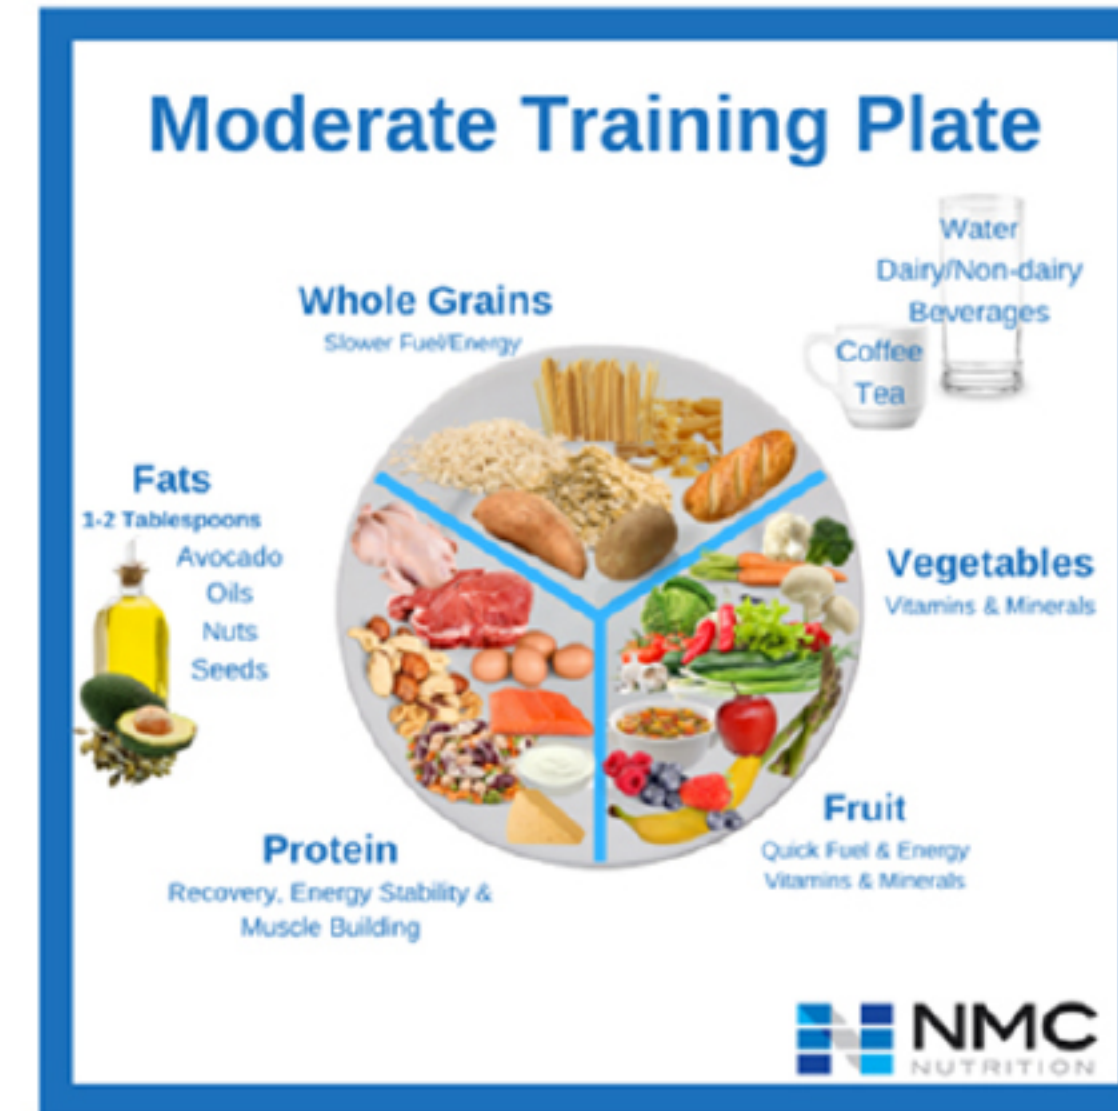 Moderate Training Plate
Water
Dairy/Non-dairy
Beverages
Coffee
Tea
Whole Grains
Slower Fuel/Energy
Fats
1-2 Tablespoons
Avocado
Oils
Nuts
Seeds
Vegetables
Vitamins & Minerals
Fruit
Quick Fuel & Energy
Vitamins & Minerals
Protein
Recovery, Energy Stability &
Muscle Building
NMC
NUTRITION